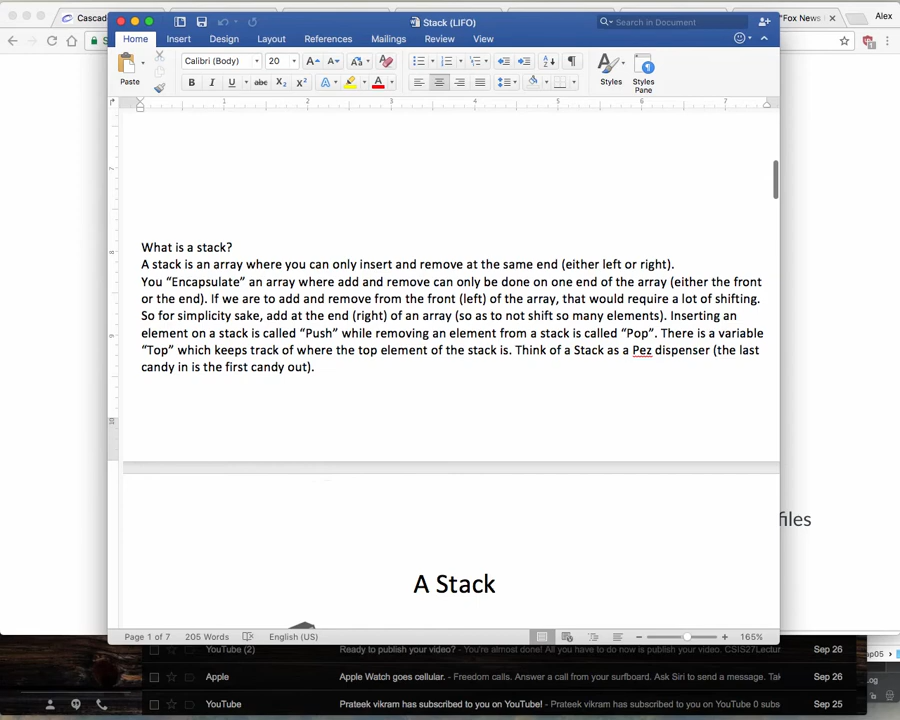 Cascad
"Fox News
Alex
Stack (LIFO)
Search in Document
Home
Insert
Design
Layout
References
Mailings
Review
View
Paste
Calibri (Body)
20
Styles
Styles Pane
1 2 3 4 5 6 7
What is a stack?
A stack is an array where you can only insert and remove at the same end (either left or right).
You “Encapsulate” an array where add and remove can only be done on one end of the array (either the front
or the end). If we are to add and remove from the front (left) of the array, that would require a lot of shifting.
So for simplicity sake, add at the end (right) of an array (so as to not shift so many elements). Inserting an
element on a stack is called “Push” while removing an element from a stack is called “Pop”. There is a variable
“Top” which keeps track of where the top element of the stack is. Think of a Stack as a Pez dispenser (the last
candy in is the first candy out).
files
A Stack
Page 1 of 7
205 Words
English (US)
165%
YouTube (2) Ready to publish your video? - You're almost done! All you have to do now is publish your video. CSIS27Lectur Sep 26
Apple Apple Watch goes cellular. - Freedom calls. Answer a call from your surfboard. Ask Siri to send a message. Tak Sep 26
YouTube Prateek vikram has subscribed to you on YouTube! - Prateek vikram has subscribed to you on YouTube 0 subs Sep 25